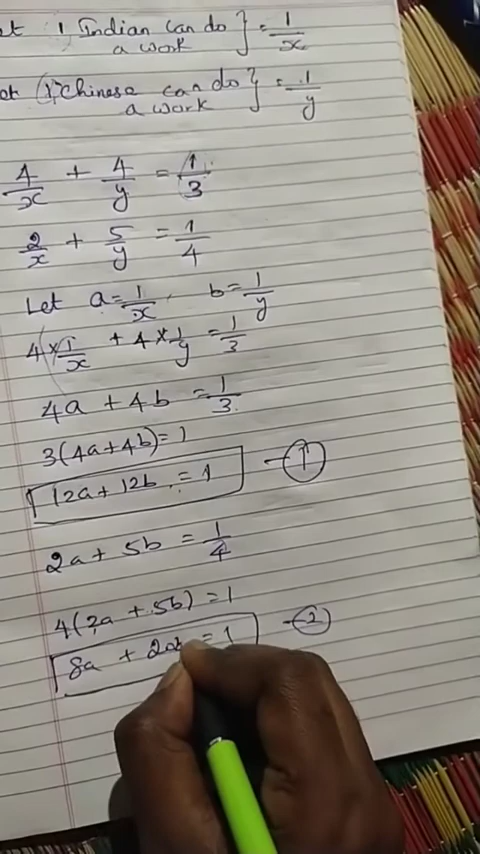 et 1 Indian can do } = 1/x
a work
et (1) Chinese can do } = 1/y
a work
4/x + 4/y = 1/3
2/x + 5/y = 1/4
Let a = 1/x, b = 1/y
4 × 1/x + 4 × 1/y = 1/3
4a + 4b = 1/3
3(4a + 4b) = 1
12a + 12b = 1 - 1
2a + 5b = 1/4
4(2a + 5b) = 1
8a + 20b = 1 - 2